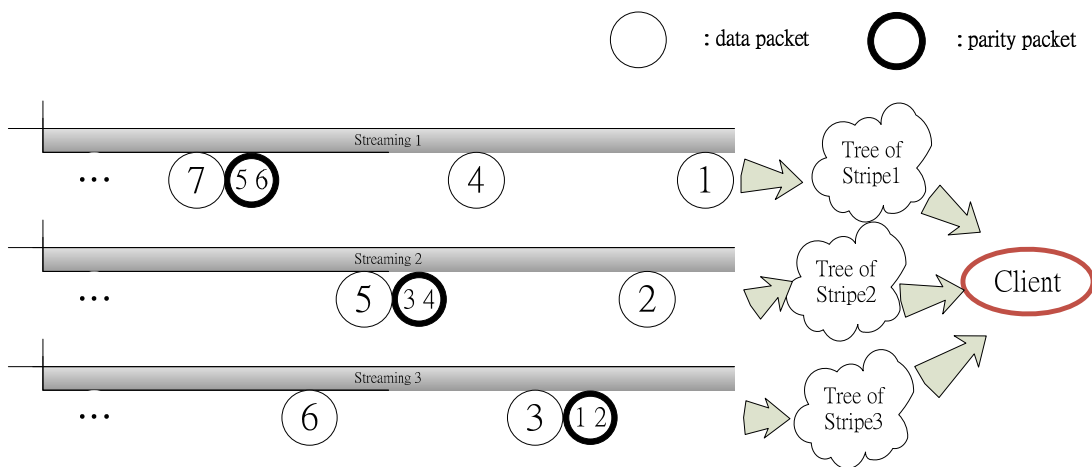 : data packet
: parity packet
Streaming 1
... 7 5 6 4 1
Tree of
Stripe1
Streaming 2
... 5 3 4 2
Tree of
Stripe2
Client
Streaming 3
... 6 3 1 2
Tree of
Stripe3